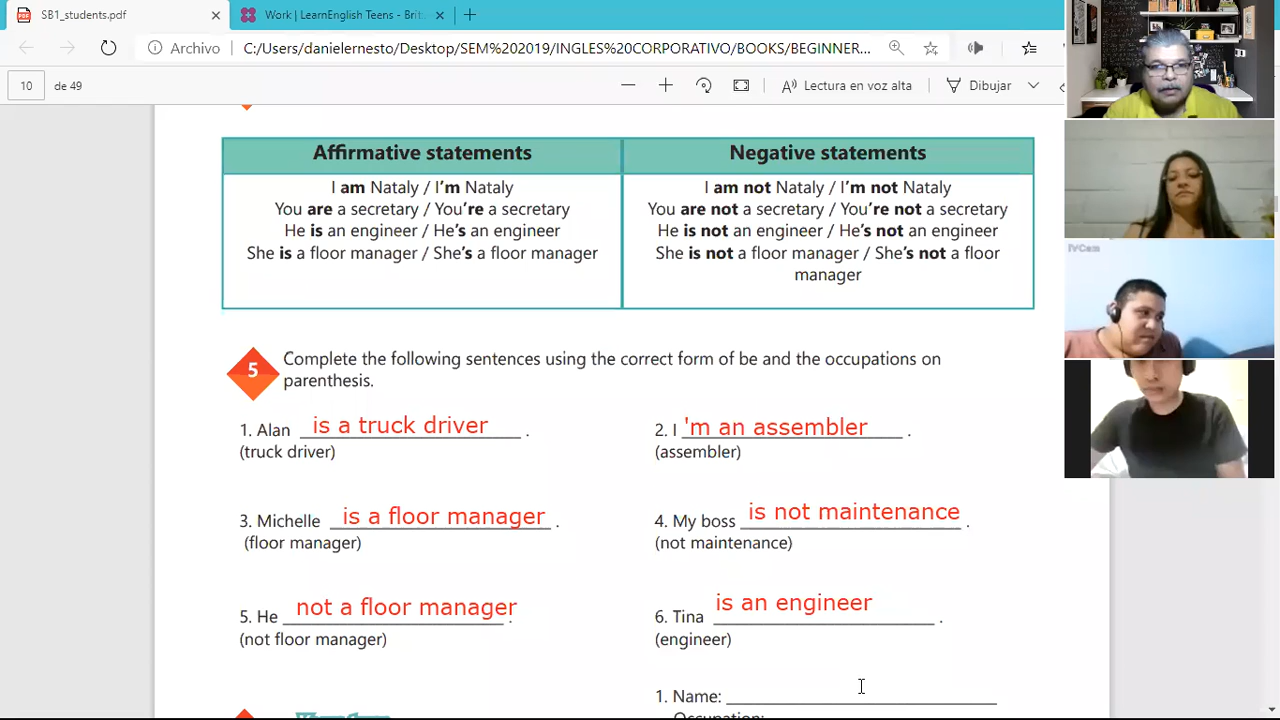 SB1_students.pdf
Work | LearnEnglish Teens - Brit
Archivo
C:/Users/danielernesto/Desktop/SEM%202019/INGLES%20CORPORATIVO/BOOKS/BEGINNER...
10 de 49
Lectura en voz alta
Dibujar
Affirmative statements
I am Nataly / I'm Nataly
You are a secretary / You're a secretary
He is an engineer / He's an engineer
She is a floor manager / She's a floor manager
Negative statements
I am not Nataly / I'm not Nataly
You are not a secretary / You're not a secretary
He is not an engineer / He's not an engineer
She is not a floor manager / She's not a floor
manager
5
Complete the following sentences using the correct form of be and the occupations on
parenthesis.
1. Alan is a truck driver .
(truck driver)
2. I 'm an assembler .
(assembler)
3. Michelle is a floor manager .
(floor manager)
4. My boss is not maintenance .
(not maintenance)
5. He not a floor manager .
(not floor manager)
6. Tina is an engineer .
(engineer)
1. Name:
Occupation:
IVCam